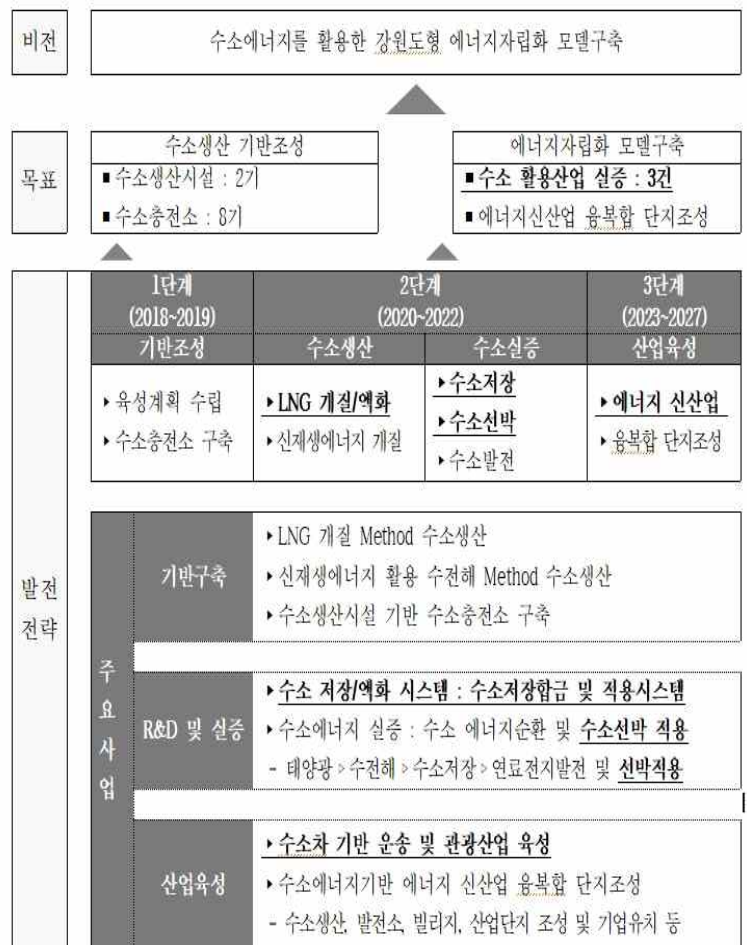 비전
수소에너지를 활용한 강원도형 에너지자립화 모델구축
목표
수소생산 기반조성
▪수소생산시설 : 2기
▪수소충전소 : 8기
에너지자립화 모델구축
▪수소 활용산업 실증 : 3건
▪에너지신산업 융복합 단지조성
발전
전략
1단계
(2018~2019)
2단계
(2020~2022)
3단계
(2023~2027)
기반조성
수소생산
수소실증
산업육성
▸육성계획 수립
▸수소충전소 구축
▸LNG 개질/액화
▸신재생에너지 개질
▸수소저장
▸수소선박
▸수소발전
▸에너지 신산업
▸융복합 단지조성
주
요
사
업
기반구축
▸LNG 개질 Method 수소생산
▸신재생에너지 활용 수전해 Method 수소생산
▸수소생산시설 기반 수소충전소 구축
R&D 및 실증
▸수소 저장/액화 시스템 : 수소저장합금 및 적용시스템
▸수소에너지 실증 : 수소 에너지순환 및 수소선박 적용
- 태양광>수전해>수소저장>연료전지발전 및 선박적용
산업육성
▸수소차 기반 운송 및 관광산업 육성
▸수소에너지기반 에너지 신산업 융복합 단지조성
- 수소생산, 발전소, 빌리지, 산업단지 조성 및 기업유치 등